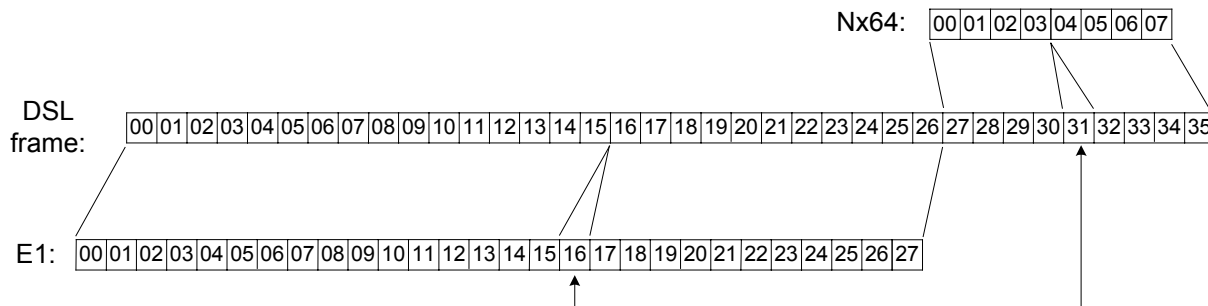 Nx64: 00 01 02 03 04 05 06 07
DSL
frame:
00 01 02 03 04 05 06 07 08 09 10 11 12 13 14 15 16 17 18 19 20 21 22 23 24 25 26 27 28 29 30 31 32 33 34 35
E1: 00 01 02 03 04 05 06 07 08 09 10 11 12 13 14 15 16 17 18 19 20 21 22 23 24 25 26 27